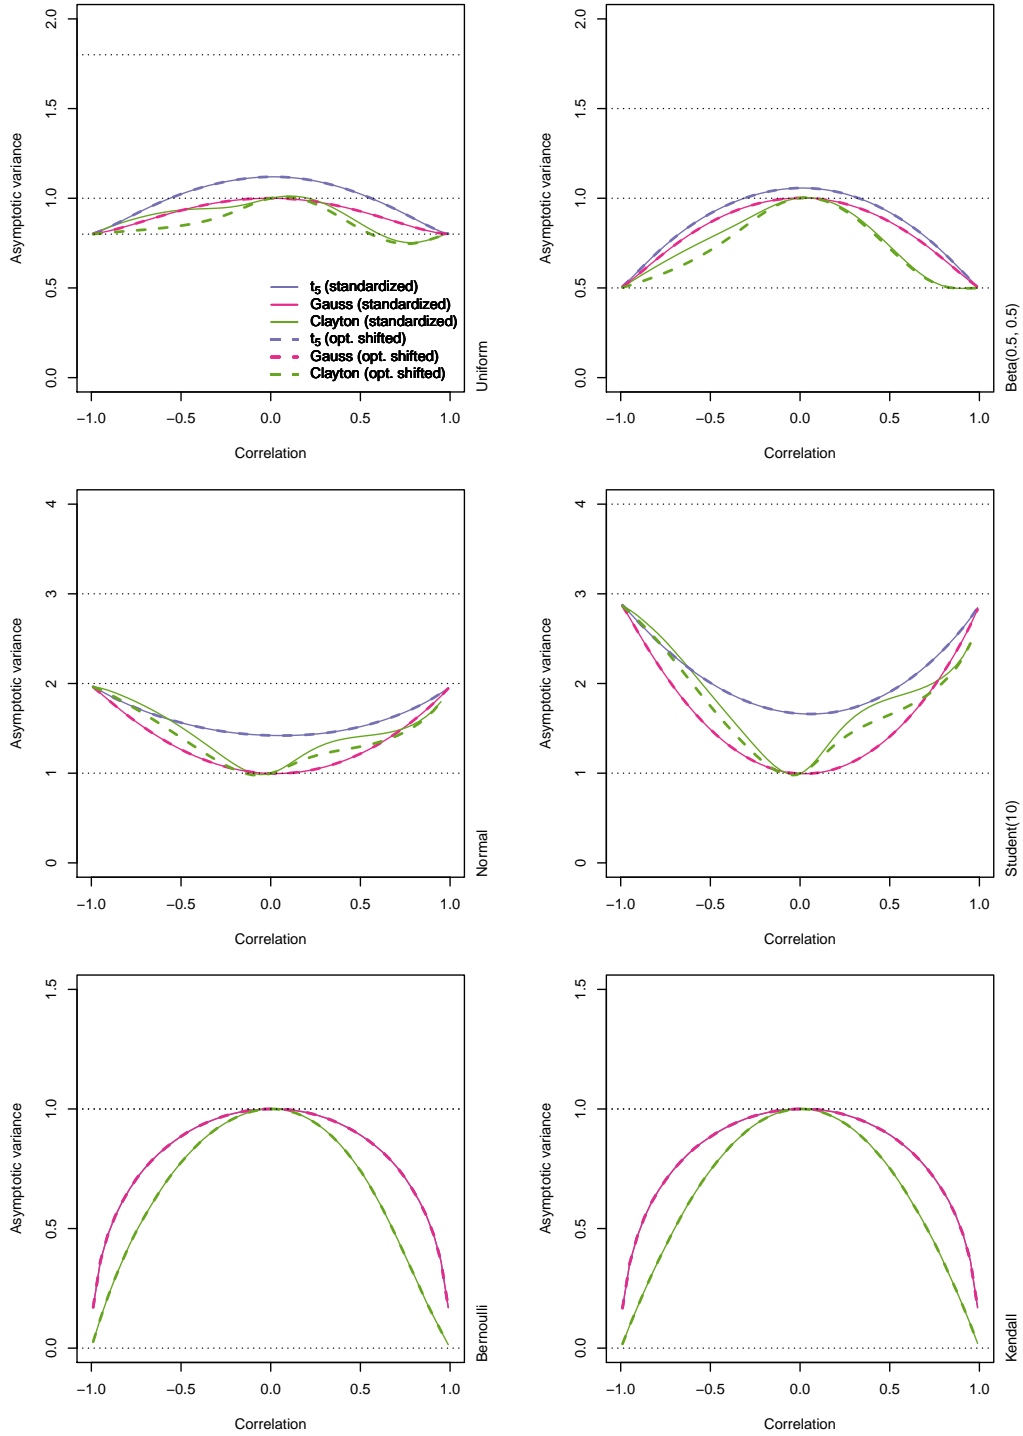 2.0
1.5
1.0
0.5
0.0
Asymptotic variance
−1.0 −0.5 0.0 0.5 1.0
Correlation
Uniform
t5 (standardized)
Gauss (standardized)
Clayton (standardized)
t5 (opt. shifted)
Gauss (opt. shifted)
Clayton (opt. shifted)
2.0
1.5
1.0
0.5
0.0
Asymptotic variance
−1.0 −0.5 0.0 0.5 1.0
Correlation
Beta(0.5, 0.5)
4
3
2
1
0
Asymptotic variance
−1.0 −0.5 0.0 0.5 1.0
Correlation
Normal
4
3
2
1
0
Asymptotic variance
−1.0 −0.5 0.0 0.5 1.0
Correlation
Student(10)
1.5
1.0
0.5
0.0
Asymptotic variance
−1.0 −0.5 0.0 0.5 1.0
Correlation
Bernoulli
1.5
1.0
0.5
0.0
Asymptotic variance
−1.0 −0.5 0.0 0.5 1.0
Correlation
Kendall